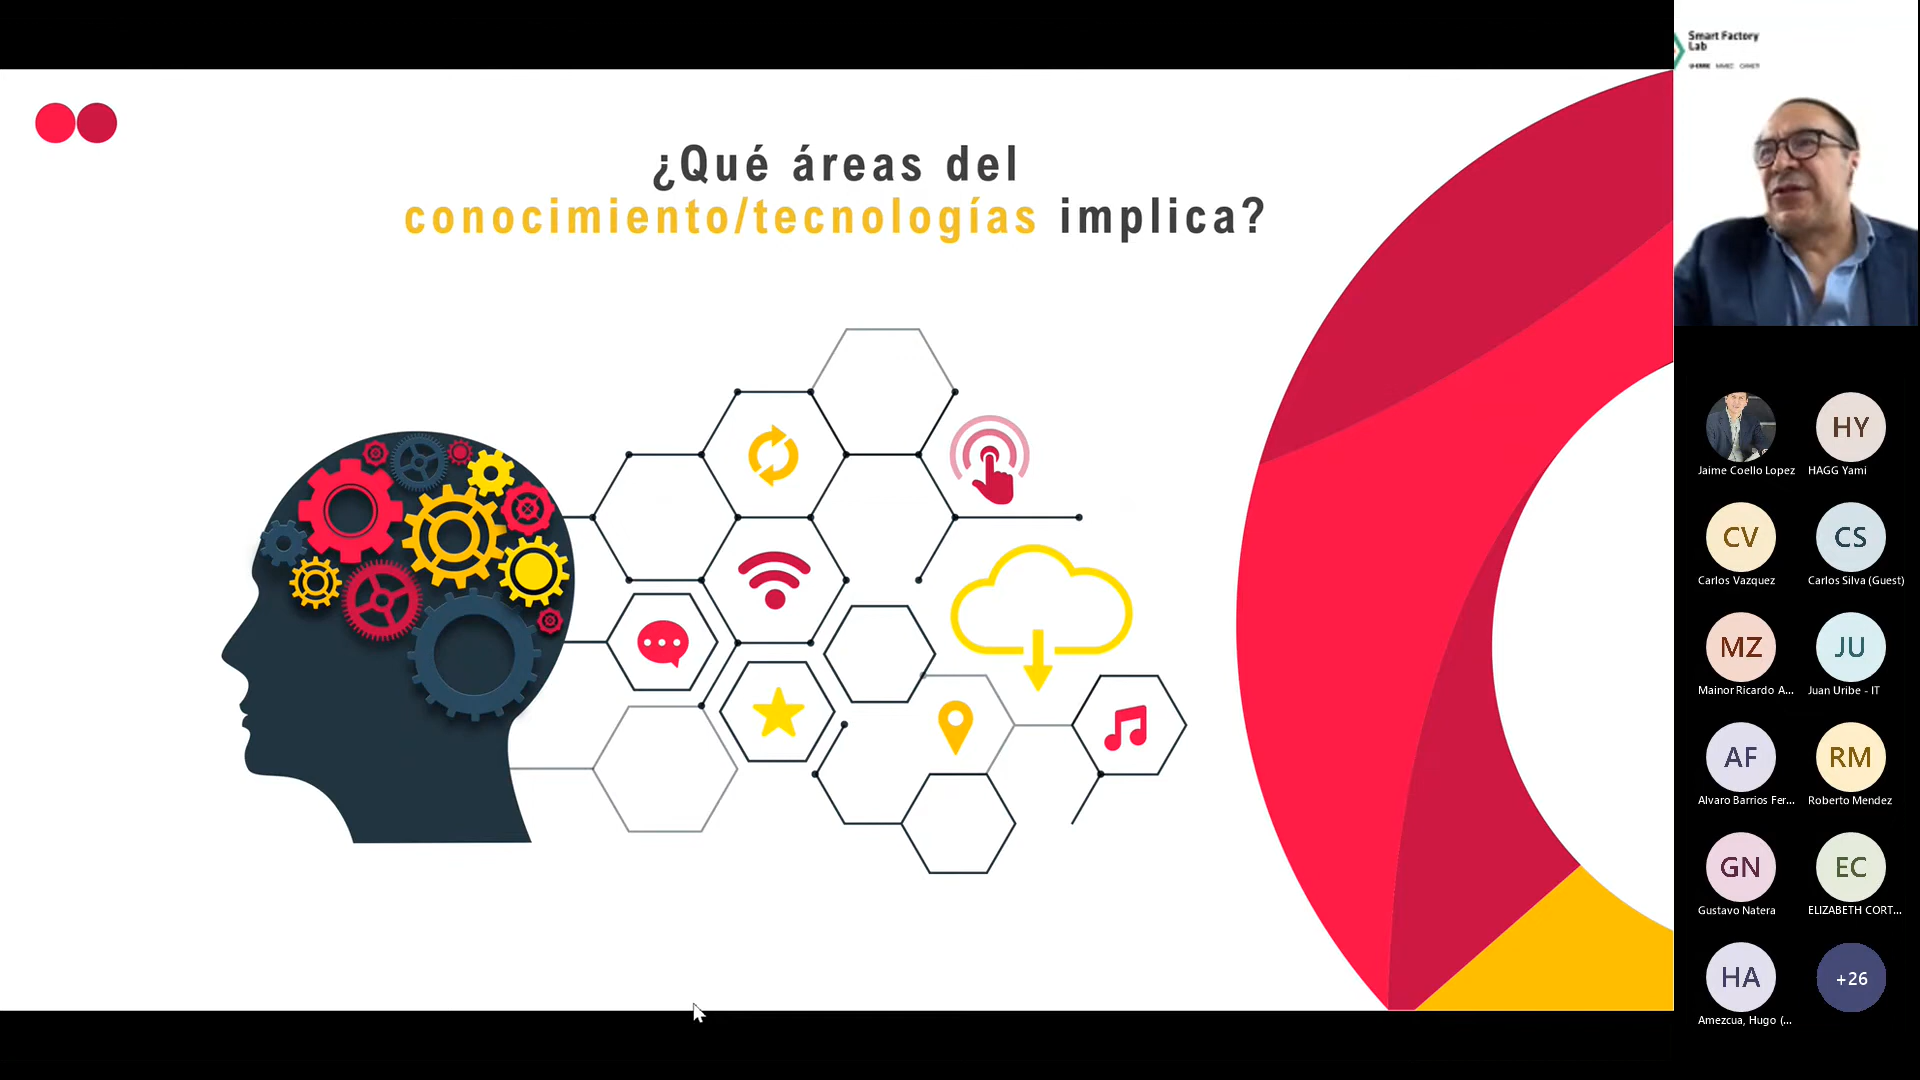 ¿Qué áreas del
conocimiento/tecnologías implica?
Smart Factory
Lab
Jaime Coello Lopez
HY
HAGG Yami
CV
Carlos Vazquez
CS
Carlos Silva (Guest)
MZ
Mainor Ricardo A...
JU
Juan Uribe - IT
AF
Alvaro Barrios Fer...
RM
Roberto Mendez
GN
Gustavo Natera
EC
ELIZABETH CORT...
HA
Amezcua, Hugo (...
+26